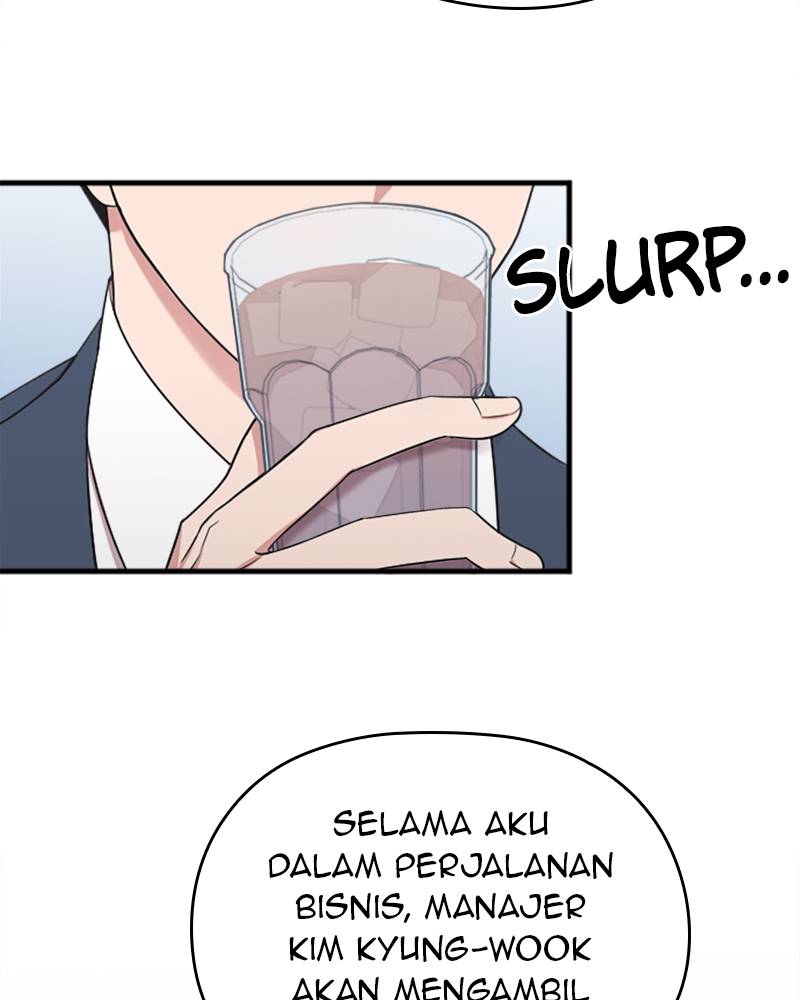 SLURP...
SELAMA AKU
DALAM PERJALANAN
BISNIS, MANAJER
KIM KYUNG-WOOK
AKAN MENGAMBIL